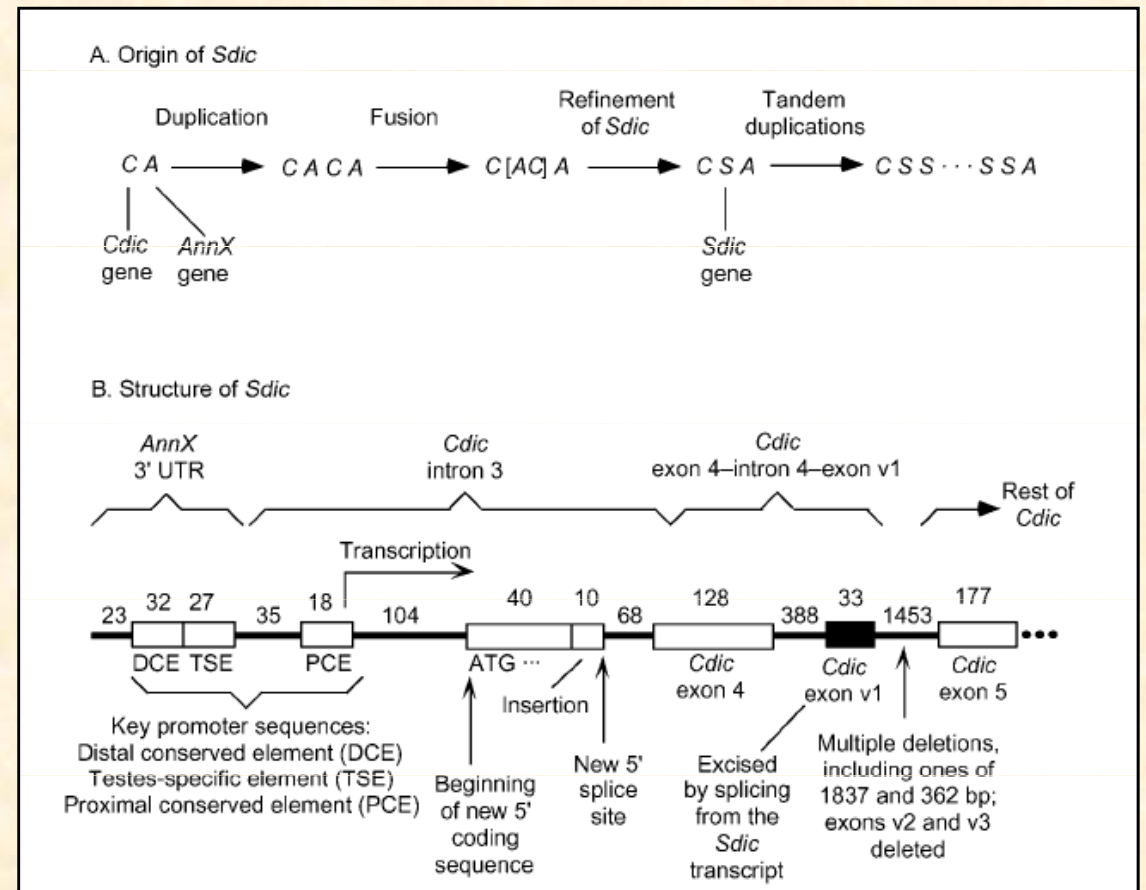 A. Origin of Sdic
Duplication
Fusion
Refinement
of Sdic
Tandem
duplications
C A
C A C A
C [AC] A
C S A
C S S ··· S S A
Cdic
gene
AnnX
gene
Sdic
gene
B. Structure of Sdic
AnnX
3' UTR
Cdic
intron 3
Cdic
exon 4–intron 4–exon v1
Rest of
Cdic
Transcription
23 32 27 35 18 104 40 10 68 128 388 33 1453 177
DCE TSE PCE ATG ···
Insertion
Cdic
exon 4
Cdic
exon v1
Cdic
exon 5
Key promoter sequences:
Distal conserved element (DCE)
Testes-specific element (TSE)
Proximal conserved element (PCE)
Beginning
of new 5'
coding
sequence
New 5'
splice
site
Excised
by splicing
from the
Sdic
transcript
Multiple deletions,
including ones of
1837 and 362 bp;
exons v2 and v3
deleted